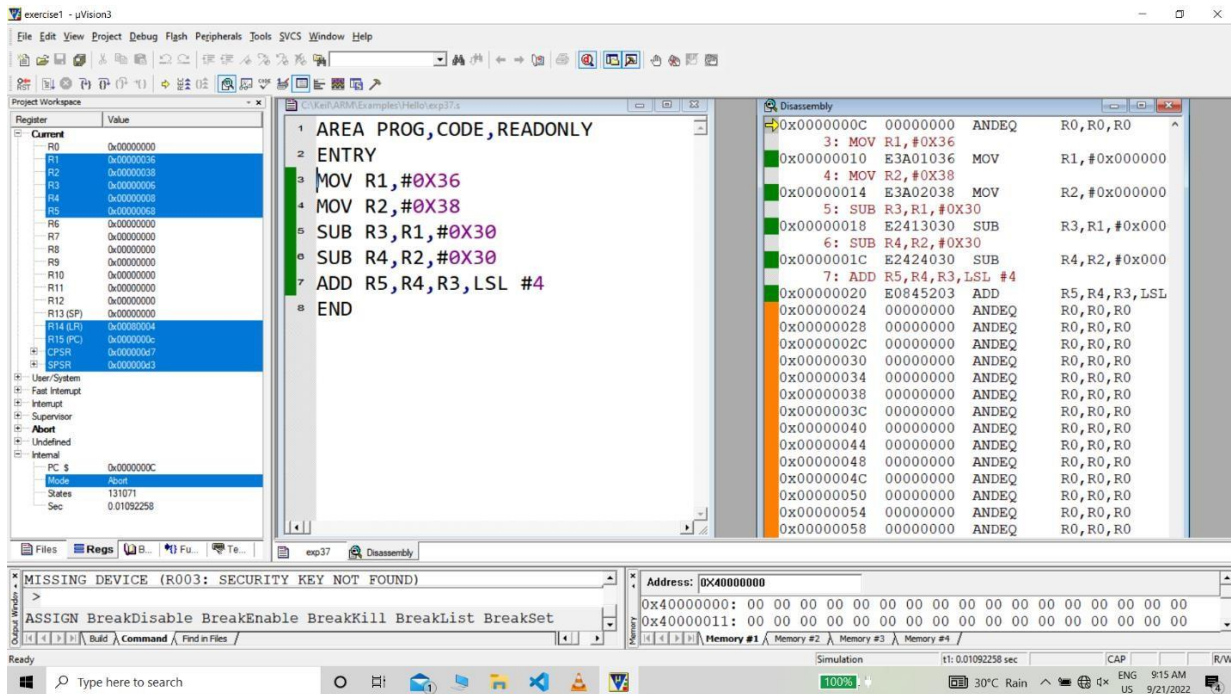 exercise1 - µVision3
File Edit View Project Debug Flash Peripherals Tools SVCS Window Help
Project Workspace
Register Value
Current
R0 0x00000000
R1 0x00000036
R2 0x00000038
R3 0x00000006
R4 0x00000008
R5 0x00000068
R6 0x00000000
R7 0x00000000
R8 0x00000000
R9 0x00000000
R10 0x00000000
R11 0x00000000
R12 0x00000000
R13 (SP) 0x00000000
R14 (LR) 0x00080004
R15 (PC) 0x0000000c
CPSR 0x000000d7
SPSR 0x000000d3
User/System
Fast Interrupt
Interrupt
Supervisor
Abort
Undefined
Internal
PC $ 0x0000000C
Mode Abort
States 131071
Sec 0.01092258
Files Regs B... Fu... Te...
C:\Keil\ARM\Examples\Hello\exp37.s
1 AREA PROG,CODE,READONLY
2 ENTRY
3 MOV R1,#0X36
4 MOV R2,#0X38
5 SUB R3,R1,#0X30
6 SUB R4,R2,#0X30
7 ADD R5,R4,R3,LSL #4
8 END
exp37 Disassembly
Disassembly
0x0000000C 00000000 ANDEQ R0,R0,R0
3: MOV R1,#0X36
0x00000010 E3A01036 MOV R1,#0x000000
4: MOV R2,#0X38
0x00000014 E3A02038 MOV R2,#0x000000
5: SUB R3,R1,#0X30
0x00000018 E2413030 SUB R3,R1,#0x000
6: SUB R4,R2,#0X30
0x0000001C E2424030 SUB R4,R2,#0x000
7: ADD R5,R4,R3,LSL #4
0x00000020 E0845203 ADD R5,R4,R3,LSL
0x00000024 00000000 ANDEQ R0,R0,R0
0x00000028 00000000 ANDEQ R0,R0,R0
0x0000002C 00000000 ANDEQ R0,R0,R0
0x00000030 00000000 ANDEQ R0,R0,R0
0x00000034 00000000 ANDEQ R0,R0,R0
0x00000038 00000000 ANDEQ R0,R0,R0
0x0000003C 00000000 ANDEQ R0,R0,R0
0x00000040 00000000 ANDEQ R0,R0,R0
0x00000044 00000000 ANDEQ R0,R0,R0
0x00000048 00000000 ANDEQ R0,R0,R0
0x0000004C 00000000 ANDEQ R0,R0,R0
0x00000050 00000000 ANDEQ R0,R0,R0
0x00000054 00000000 ANDEQ R0,R0,R0
0x00000058 00000000 ANDEQ R0,R0,R0
Output Window
MISSING DEVICE (R003: SECURITY KEY NOT FOUND)
>
ASSIGN BreakDisable BreakEnable BreakKill BreakList BreakSet
Build Command Find in Files
Memory
Address: 0X40000000
0x40000000: 00 00 00 00 00 00 00 00 00 00 00 00 00 00 00 00 00
0x40000011: 00 00 00 00 00 00 00 00 00 00 00 00 00 00 00 00 00
Memory #1 Memory #2 Memory #3 Memory #4
Ready Simulation t1: 0.01092258 sec CAP R/W
Type here to search 100% 30°C Rain ENG 9:15 AM
US 9/21/2022